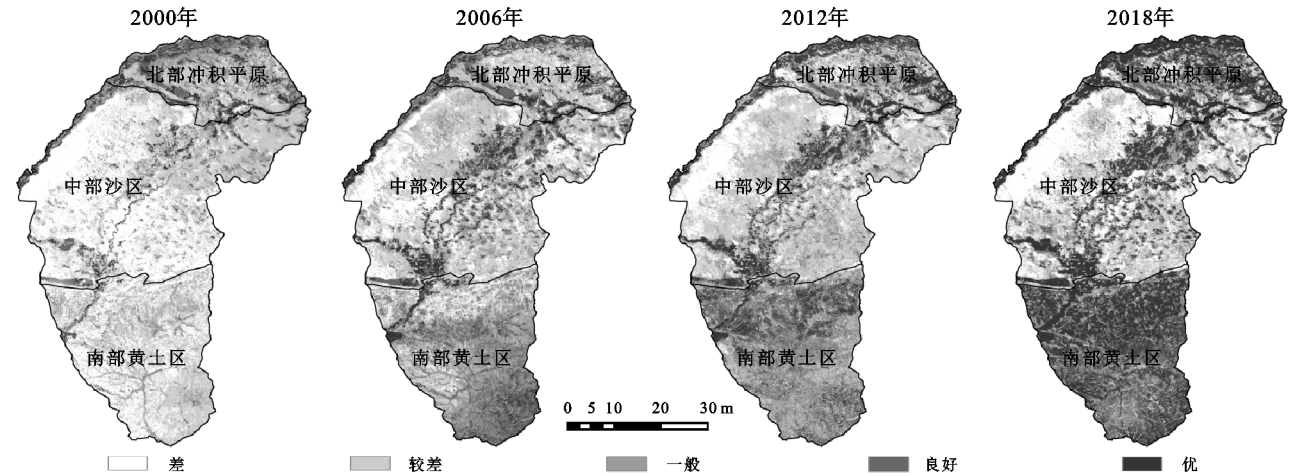 2000年 2006年 2012年 2018年
北部冲积平原 北部冲积平原 北部冲积平原 北部冲积平原
中部沙区 中部沙区 中部沙区 中部沙区
南部黄土区 南部黄土区 南部黄土区 南部黄土区
0 5 10 20 30 m
差 较差 一般 良好 优